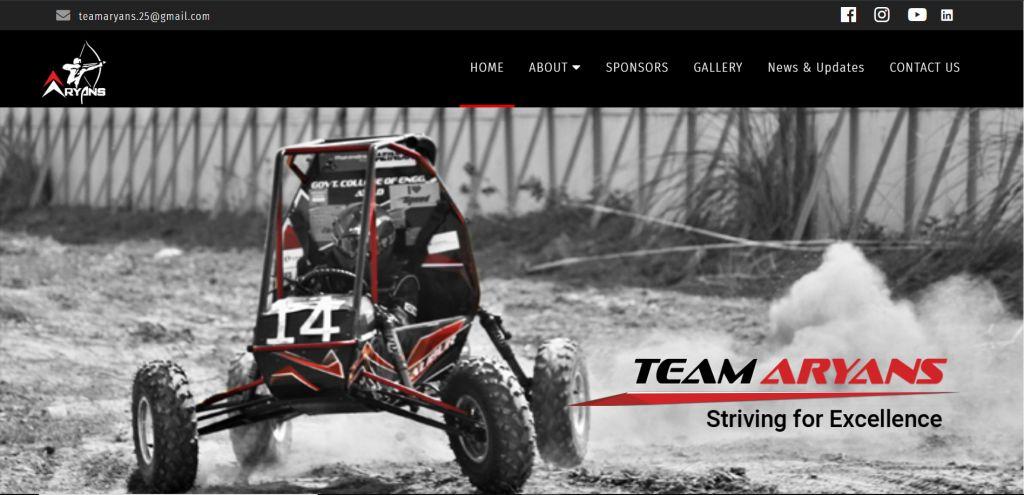 teamaryans.25@gmail.com
ARYANS
HOME ABOUT SPONSORS GALLERY News & Updates CONTACT US
GOVT. COLLEGE OF ENGG.
I
Speed
14
TEAM ARYANS
Striving for Excellence